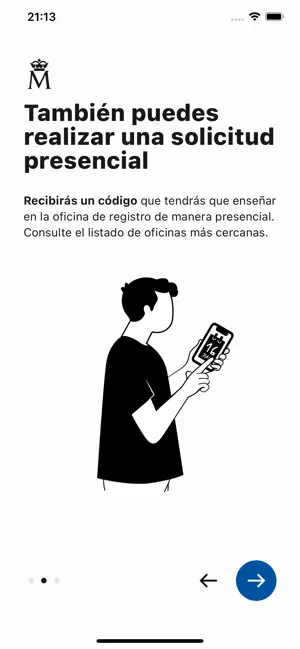 21:13
M
También puedes
realizar una solicitud
presencial
Recibirás un código que tendrás que enseñar
en la oficina de registro de manera presencial.
Consulte el listado de oficinas más cercanas.